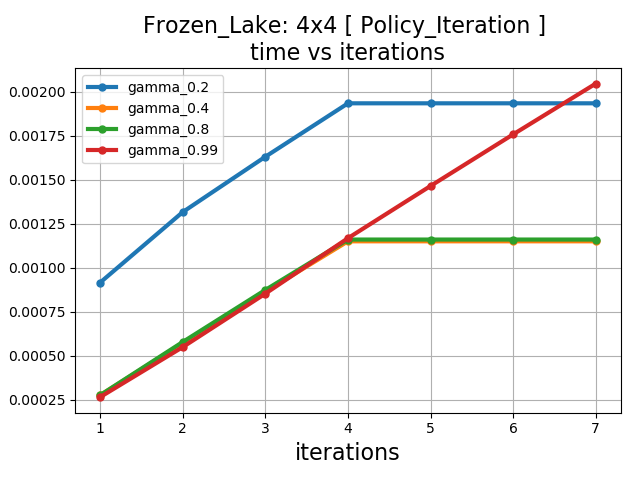 Frozen_Lake: 4x4 [ Policy_Iteration ]
time vs iterations
gamma_0.2
gamma_0.4
gamma_0.8
gamma_0.99
0.00200
0.00175
0.00150
0.00125
0.00100
0.00075
0.00050
0.00025
1 2 3 4 5 6 7
iterations